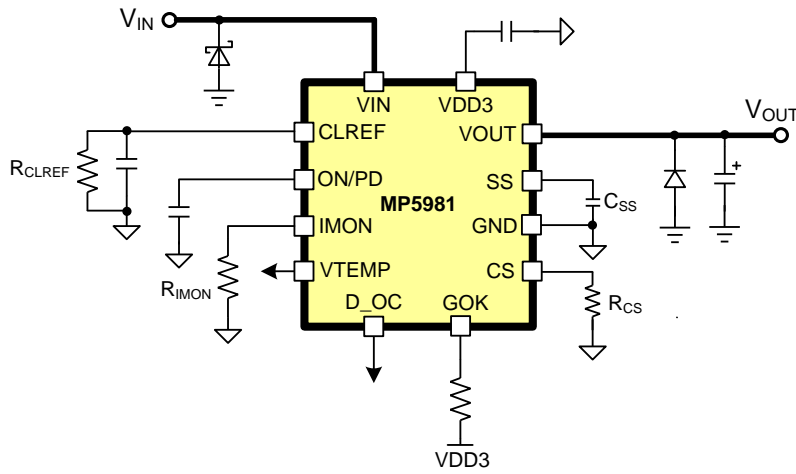 VIN
VIN
VDD3
CLREF
VOUT
VOUT
RCLREF
ON/PD
SS
MP5981
CSS
IMON
GND
VTEMP
CS
RIMON
RCS
D_OC
GOK
VDD3